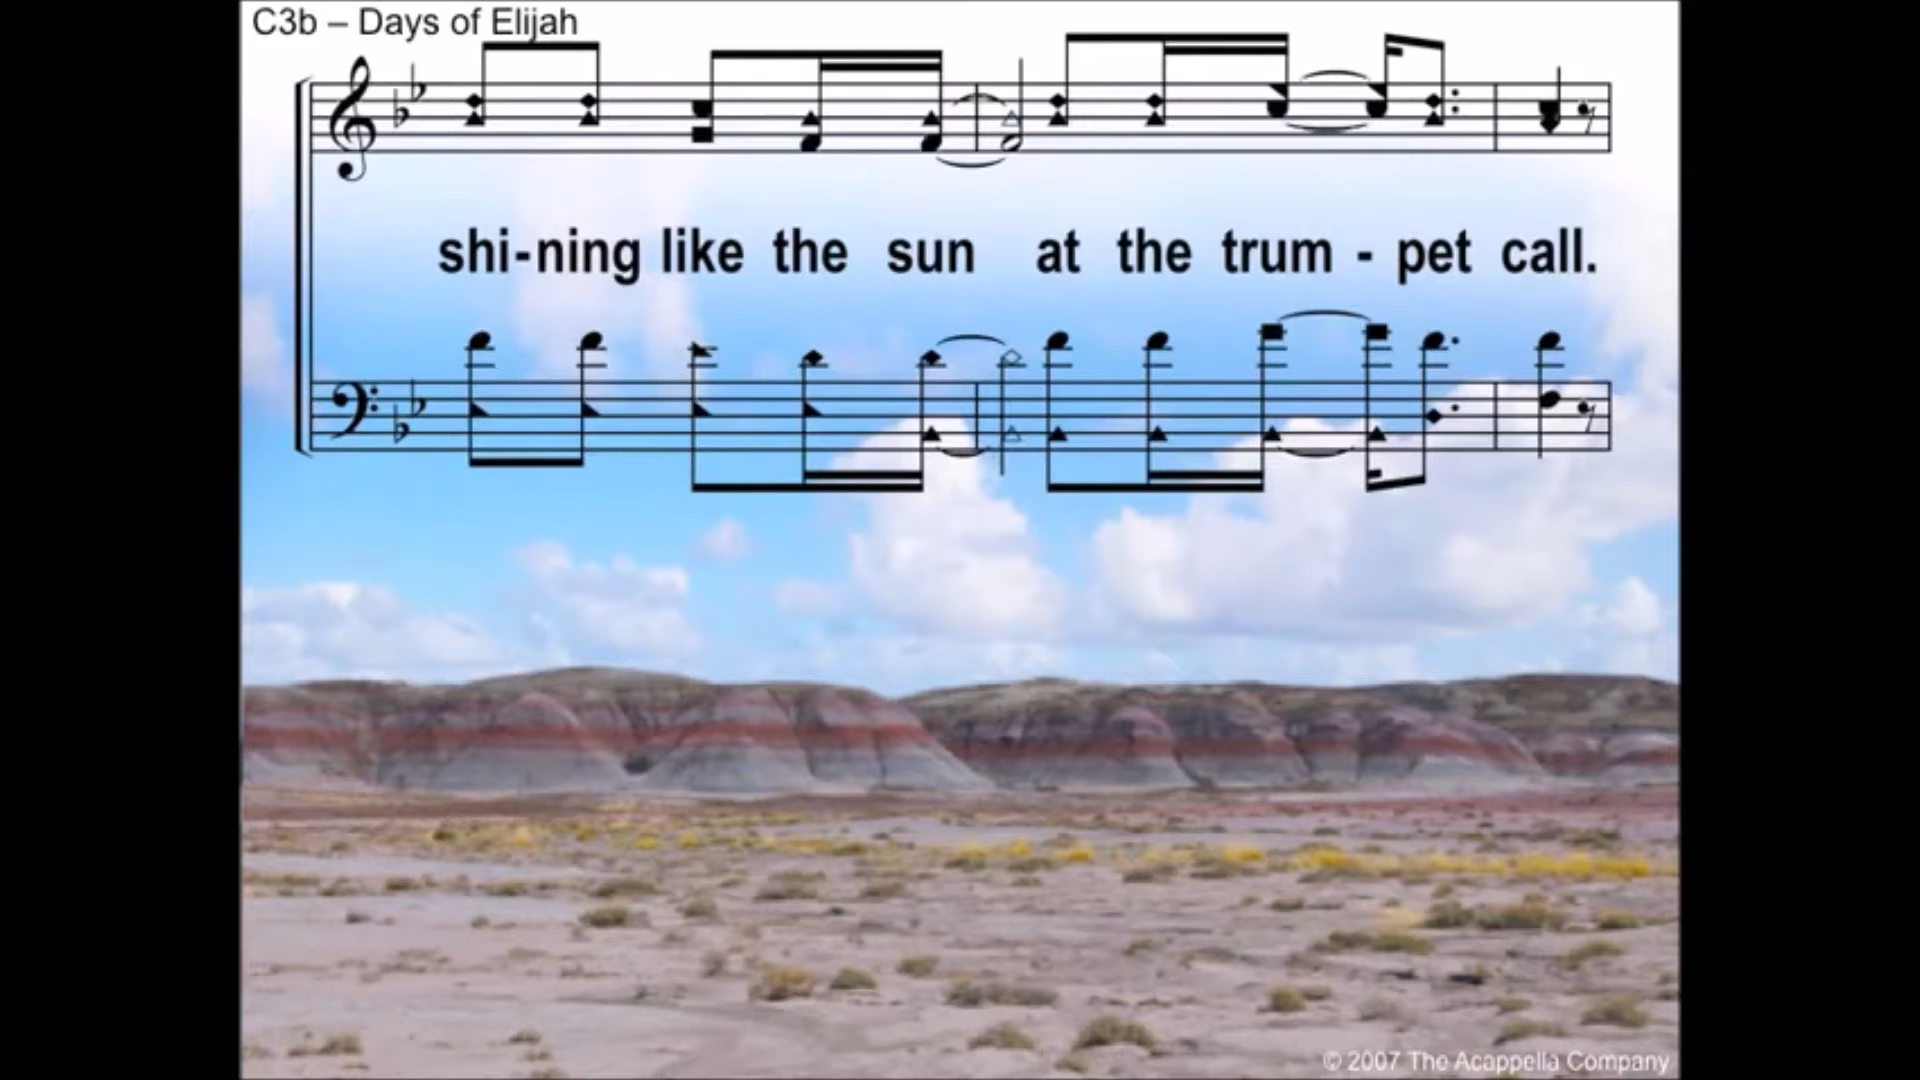 C3b – Days of Elijah
shi-ning like the sun at the trum - pet call.
© 2007 The Acappella Company